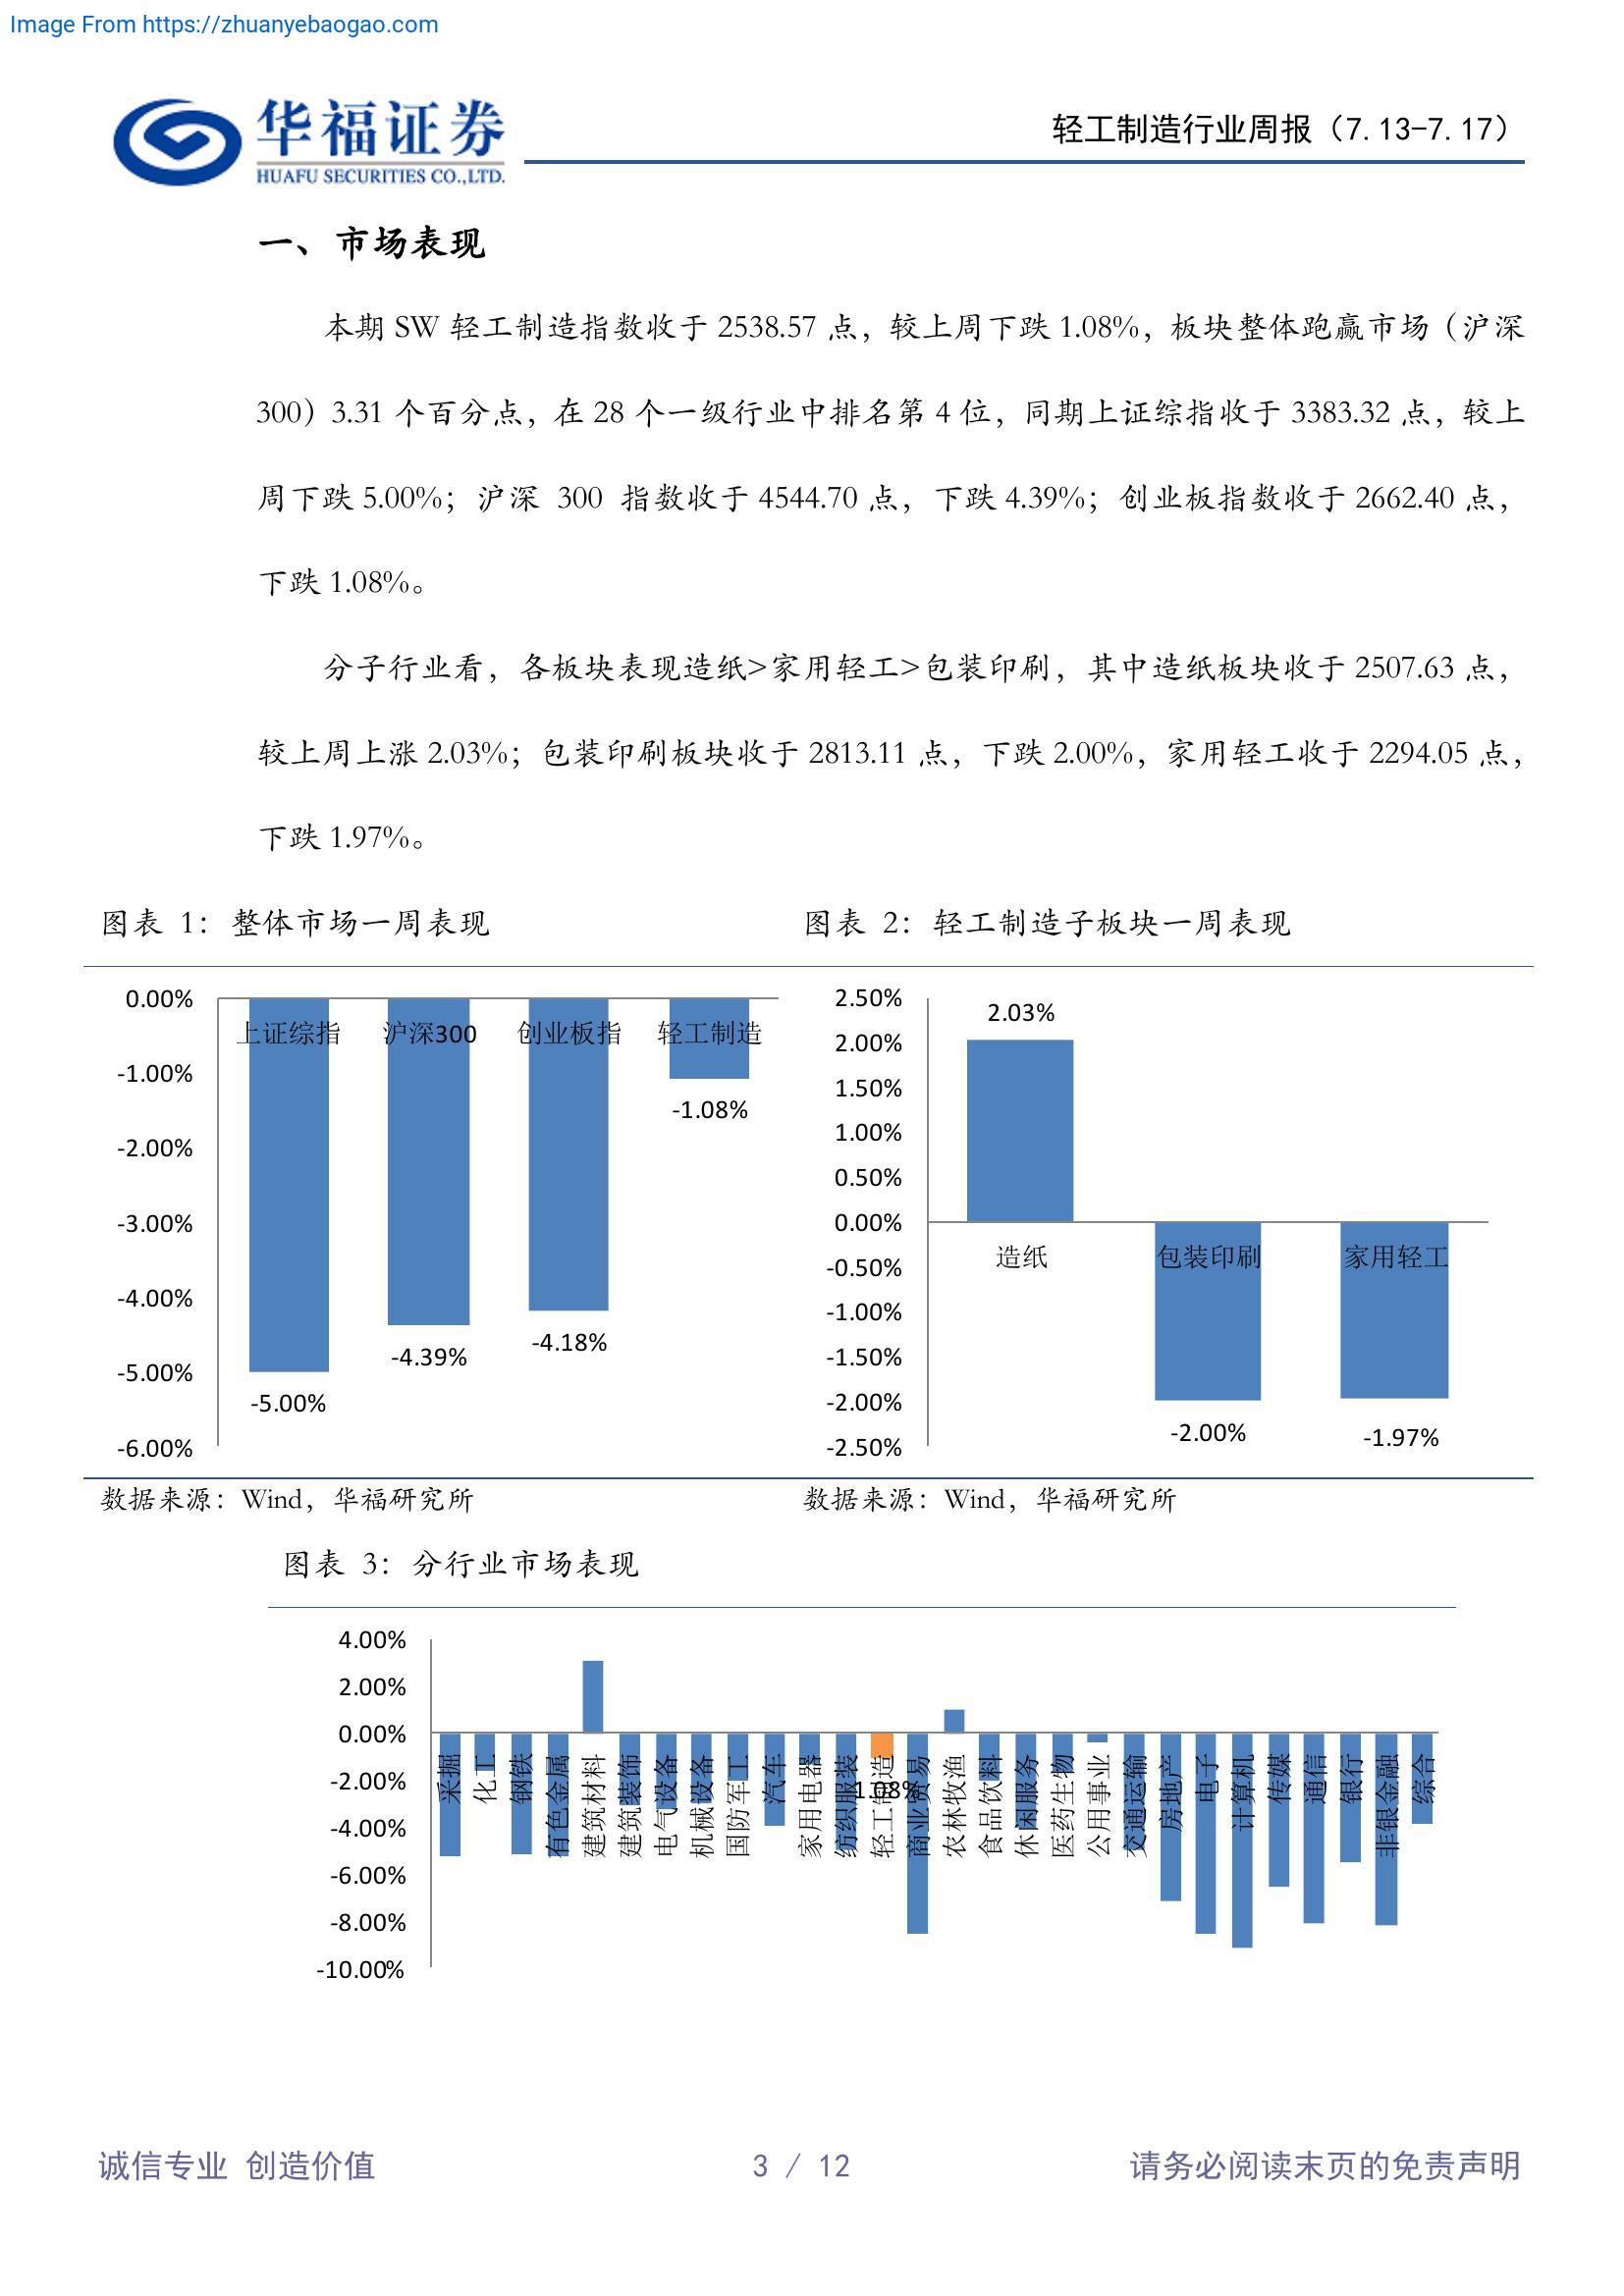 Image From https://zhuanyebaogao.com
华福证券
HUAFU SECURITIES CO.,LTD.
轻工制造行业周报（7.13-7.17）
一、市场表现
本期 SW 轻工制造指数收于 2538.57 点，较上周下跌 1.08%，板块整体跑赢市场（沪深
300）3.31 个百分点，在 28 个一级行业中排名第 4 位，同期上证综指收于 3383.32 点，较上
周下跌 5.00%；沪深 300 指数收于 4544.70 点，下跌 4.39%；创业板指数收于 2662.40 点，
下跌 1.08%。
分子行业看，各板块表现造纸>家用轻工>包装印刷，其中造纸板块收于 2507.63 点，
较上周上涨 2.03%；包装印刷板块收于 2813.11 点，下跌 2.00%，家用轻工收于 2294.05 点，
下跌 1.97%。
图表 1：整体市场一周表现
0.00%
-1.00%
-2.00%
-3.00%
-4.00%
-5.00%
-6.00%
上证综指 沪深300 创业板指 轻工制造
-5.00%
-4.39%
-4.18%
-1.08%
数据来源：Wind，华福研究所
图表 2：轻工制造子板块一周表现
2.50%
2.00%
1.50%
1.00%
0.50%
0.00%
-0.50%
-1.00%
-1.50%
-2.00%
-2.50%
2.03%
造纸 包装印刷 家用轻工
-2.00%
-1.97%
数据来源：Wind，华福研究所
图表 3：分行业市场表现
4.00%
2.00%
0.00%
-2.00%
-4.00%
-6.00%
-8.00%
-10.00%
采掘
化工
钢铁
有色金属
建筑材料
建筑装饰
电气设备
机械设备
国防军工
汽车
家用电器
纺织服装
轻工制造
商业贸易
农林牧渔
食品饮料
休闲服务
医药生物
公用事业
交通运输
房地产
电子
计算机
传媒
通信
银行
非银金融
综合
1.08%
诚信专业 创造价值
3 / 12
请务必阅读末页的免责声明